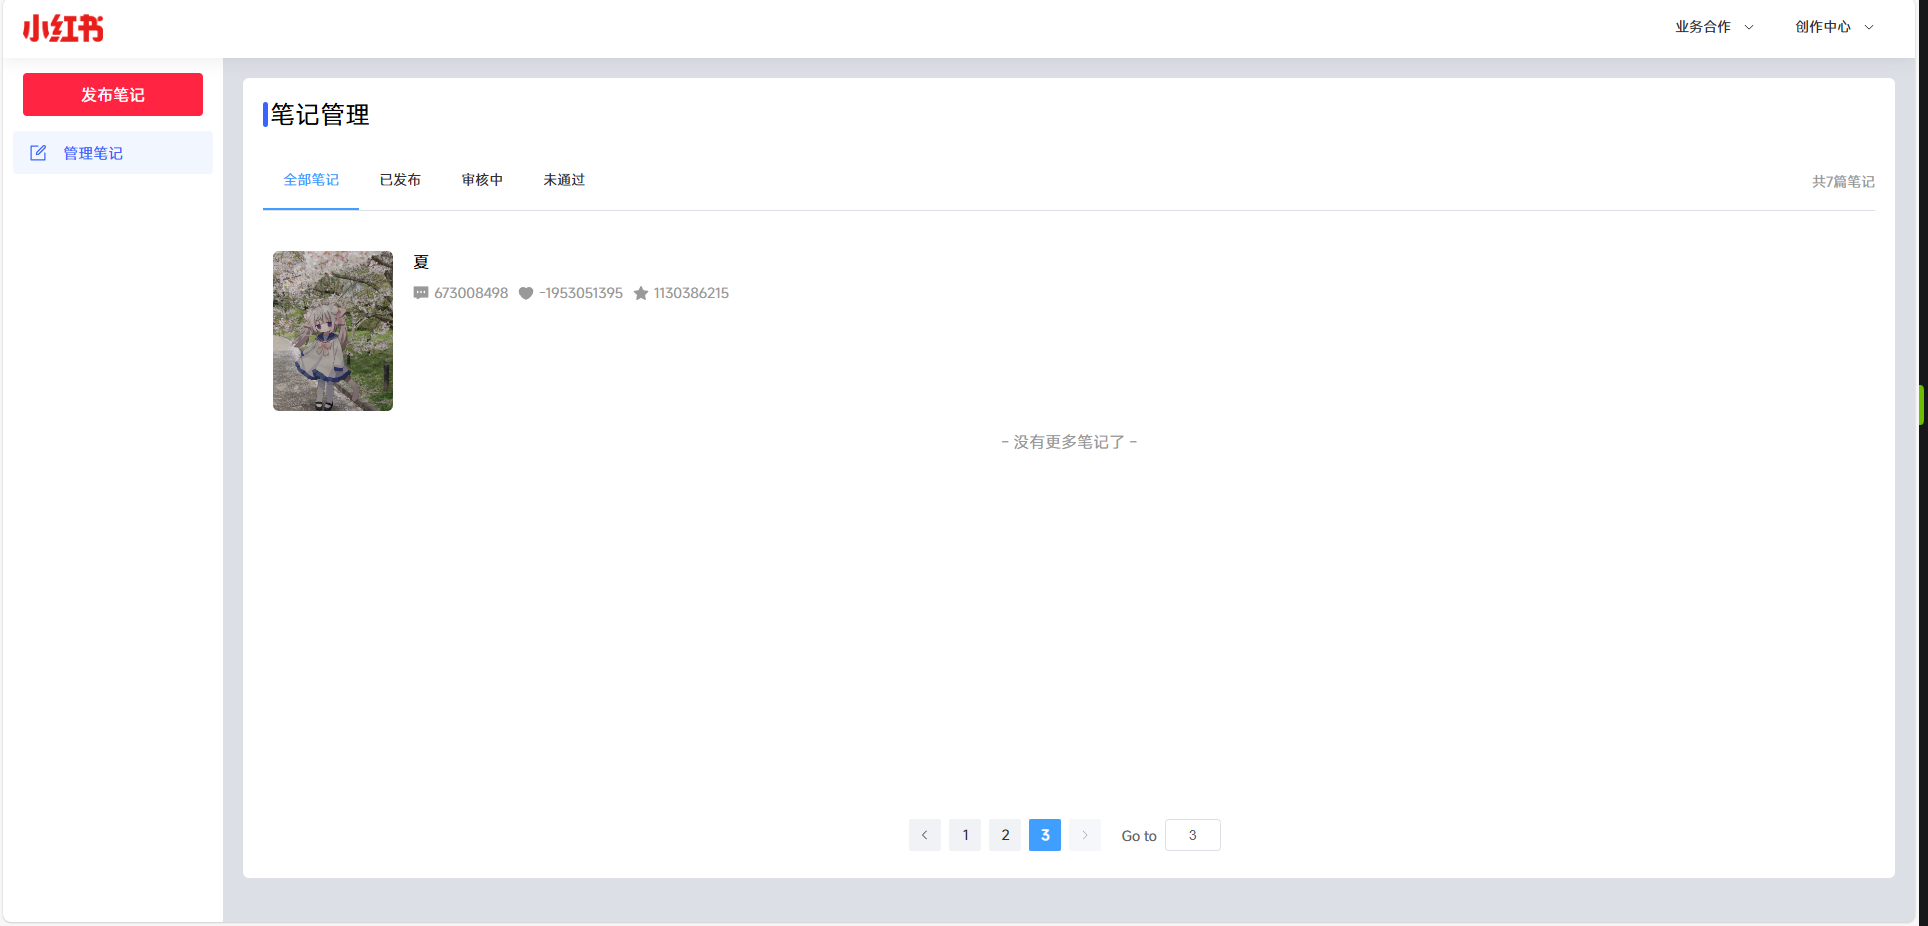 小红书
业务合作
创作中心
发布笔记
管理笔记
笔记管理
全部笔记
已发布
审核中
未通过
共7篇笔记
夏
673008498
-1953051395
1130386215
- 没有更多笔记了 -
1
2
3
Go to
3